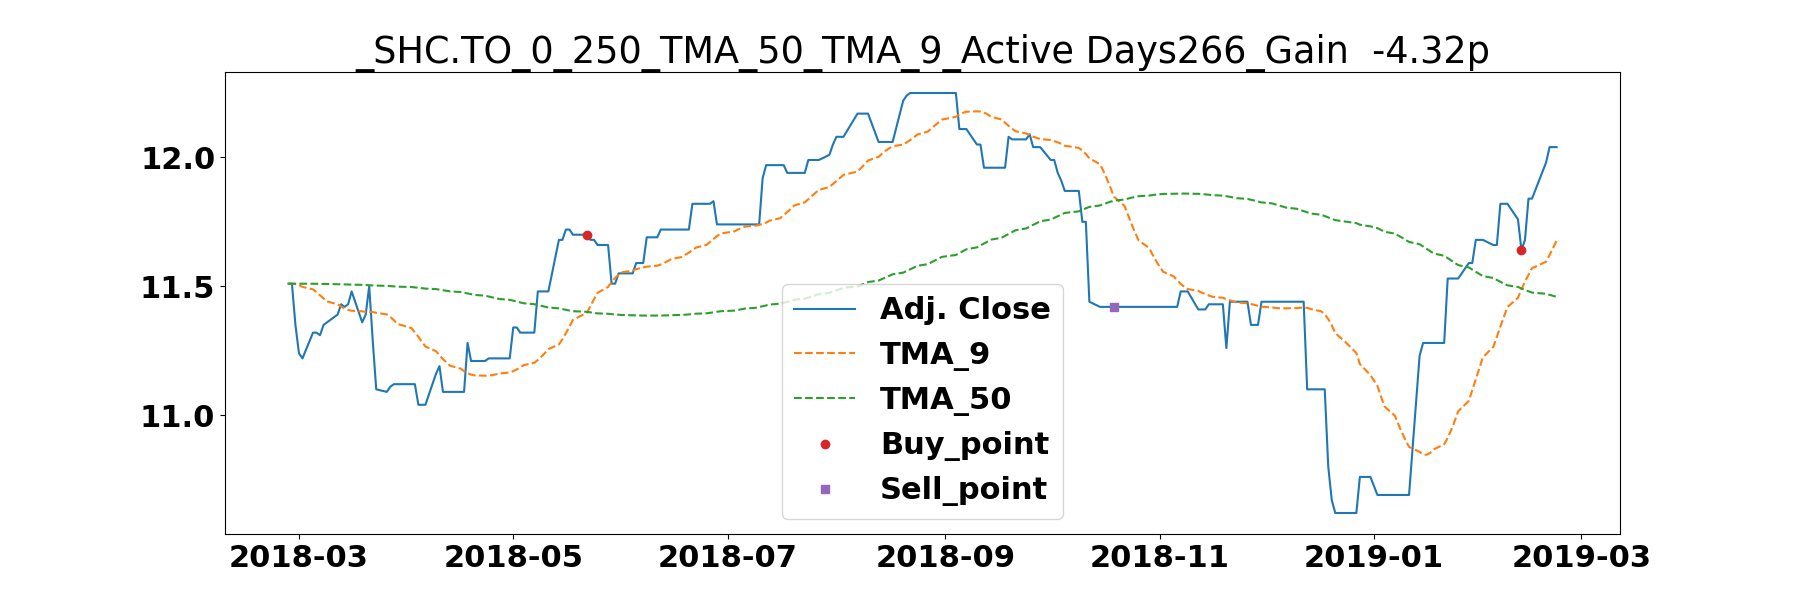 _SHC.TO_0_250_TMA_50_TMA_9_Active Days266_Gain  -4.32p
12.0
11.5
11.0
Adj. Close
TMA_9
TMA_50
Buy_point
Sell_point
2018-03 2018-05 2018-07 2018-09 2018-11 2019-01 2019-03